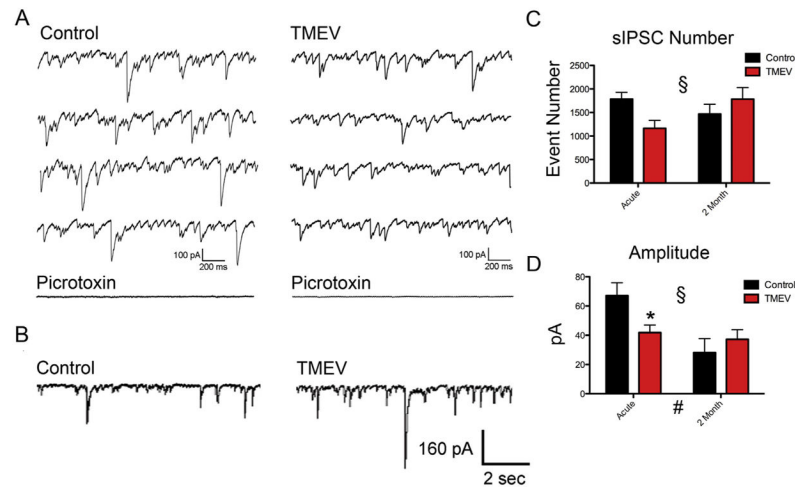 A
Control
TMEV
100 pA
200 ms
100 pA
200 ms
Picrotoxin
Picrotoxin
B
Control
TMEV
160 pA
2 sec
C
sIPSC Number
Event Number
2500
2000
1500
1000
500
0
§
Control
TMEV
Acute
2 Month
D
Amplitude
pA
80
60
40
20
0
*
§
Control
TMEV
Acute
#
2 Month